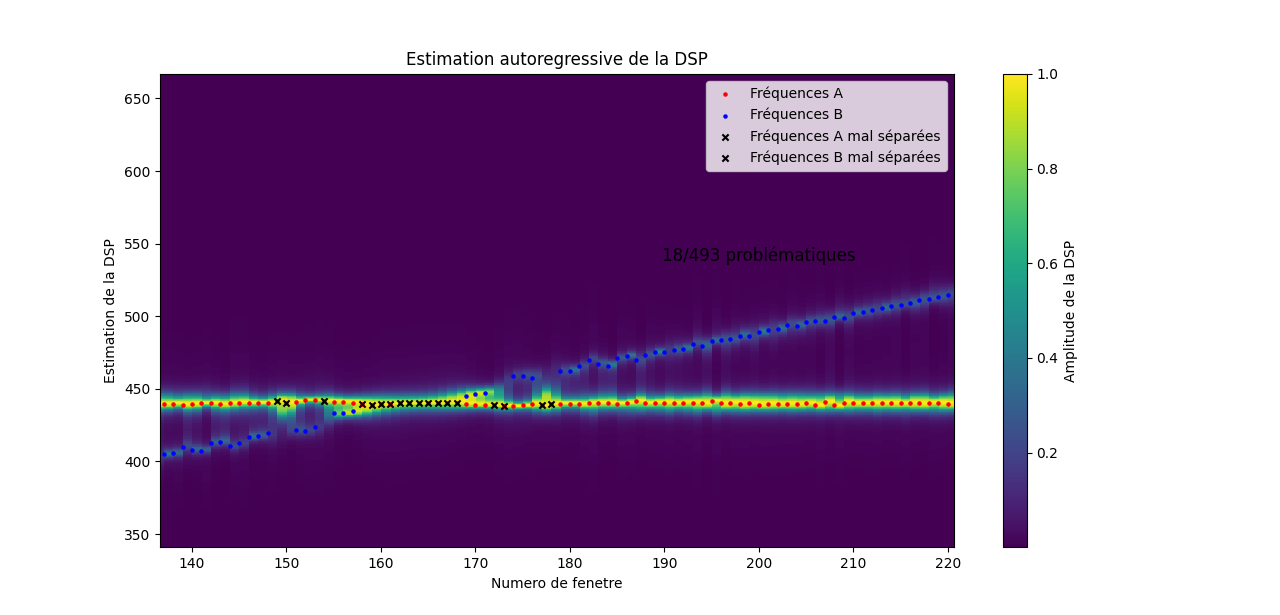 Estimation autoregressive de la DSP
Estimation de la DSP
650
600
550
500
450
400
350
Fréquences A
Fréquences B
Fréquences A mal séparées
Fréquences B mal séparées
18/493 problématiques
140 150 160 170 180 190 200 210 220
Numero de fenetre
1.0
0.8
0.6
0.4
0.2
Amplitude de la DSP